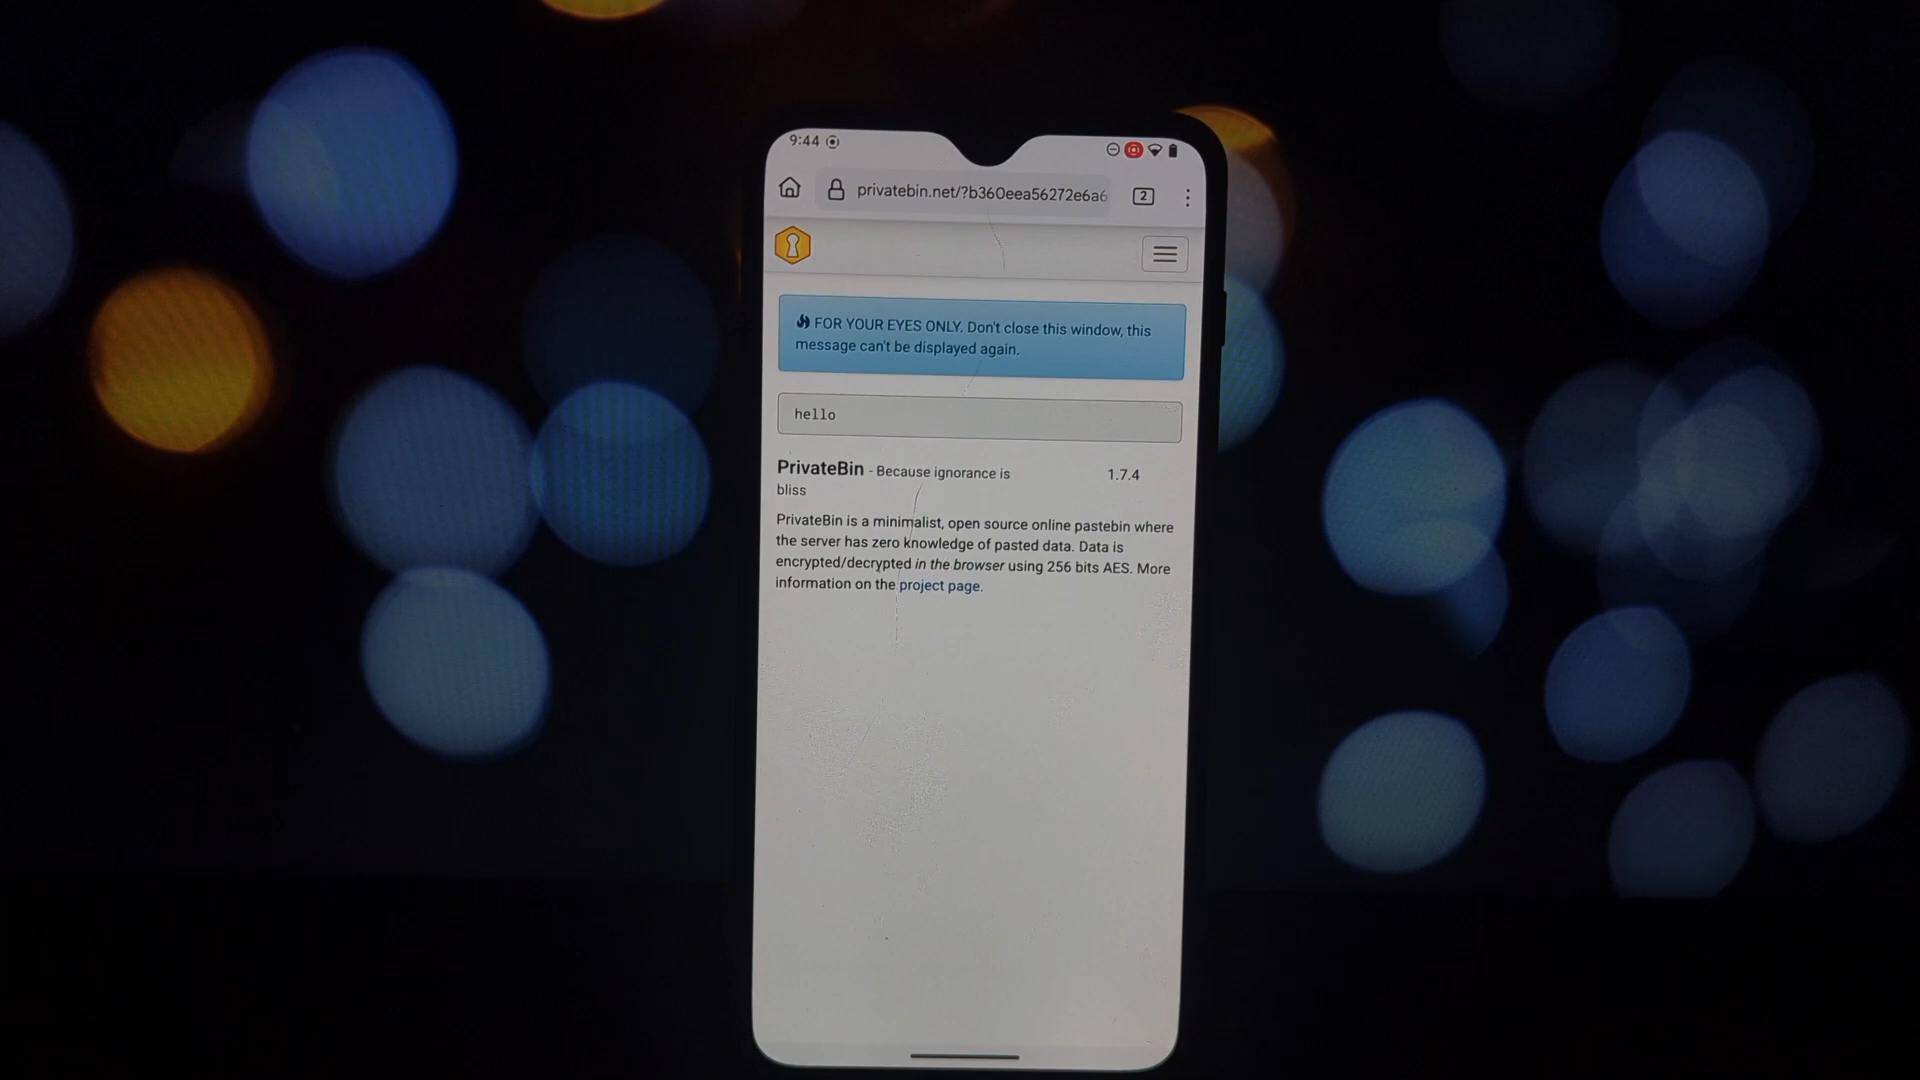 9:44
privatebin.net/?b360eea56272e6a6
2
FOR YOUR EYES ONLY. Don't close this window, this
message can't be displayed again.
hello
PrivateBin - Because ignorance is
bliss
1.7.4
PrivateBin is a minimalist, open source online pastebin where
the server has zero knowledge of pasted data. Data is
encrypted/decrypted in the browser using 256 bits AES. More
information on the project page.